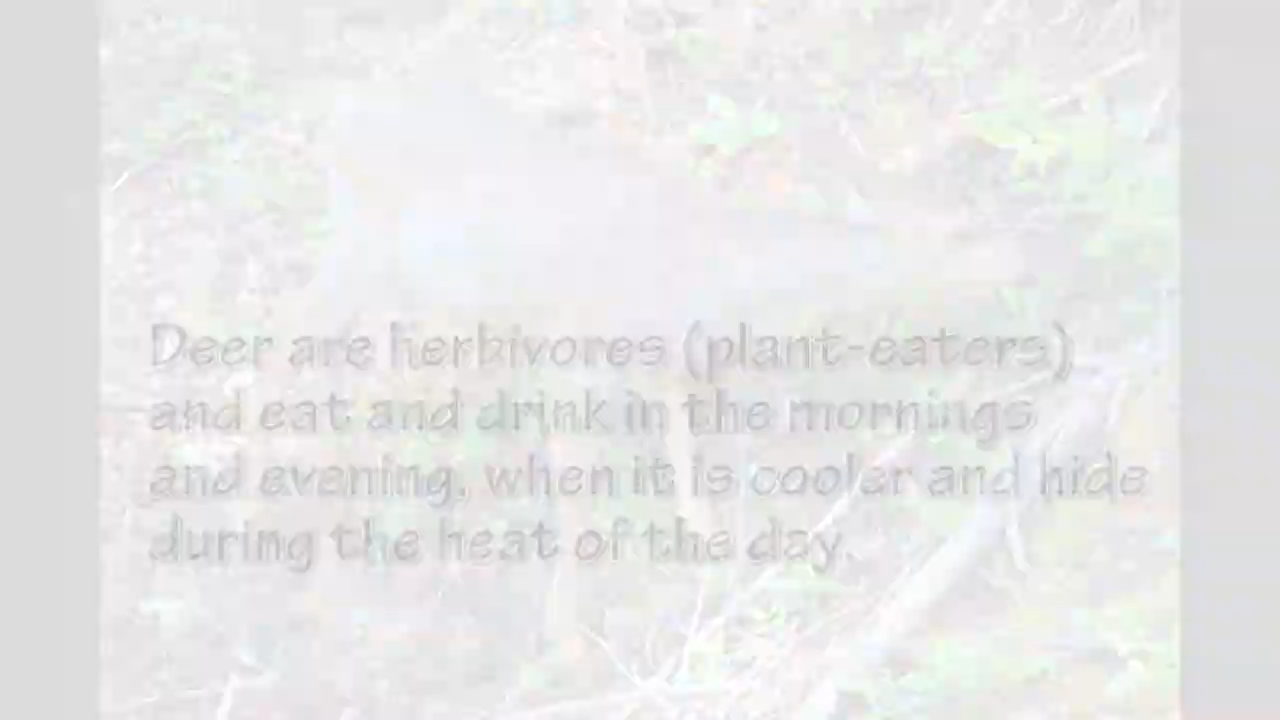 Deer are herbivores (plant-eaters)
and eat and drink in the mornings
and evening, when it is cooler and hide
during the heat of the day.